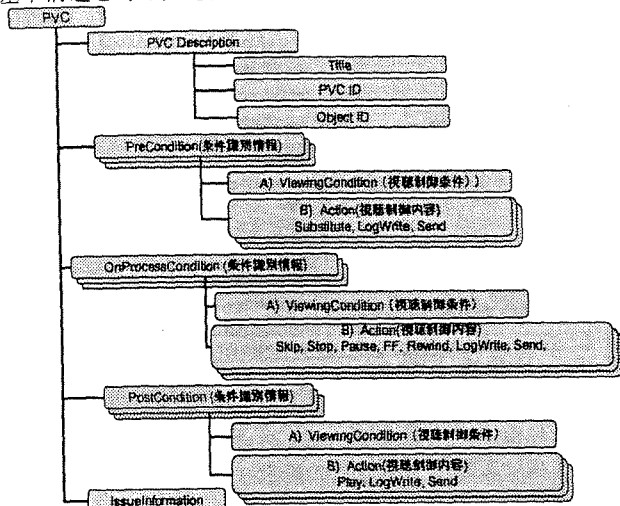 PVC
PVC Description
Title
PVC ID
Object ID
PreCondition(条件識別情報)
A) ViewingCondition (視聴制御条件))
B) Action(視聴制御内容)
Substitute, LogWrite, Send
OnProcessCondition (条件識別情報)
A) ViewingCondition (視聴制御条件)
B) Action(視聴制御内容)
Skip, Stop, Pause, FF, Rewind, LogWrite, Send,
PostCondition (条件識別情報)
A) ViewingCondition (視聴制御条件)
B) Action(視聴制御内容)
Play, LogWrite, Send
IssueInformation